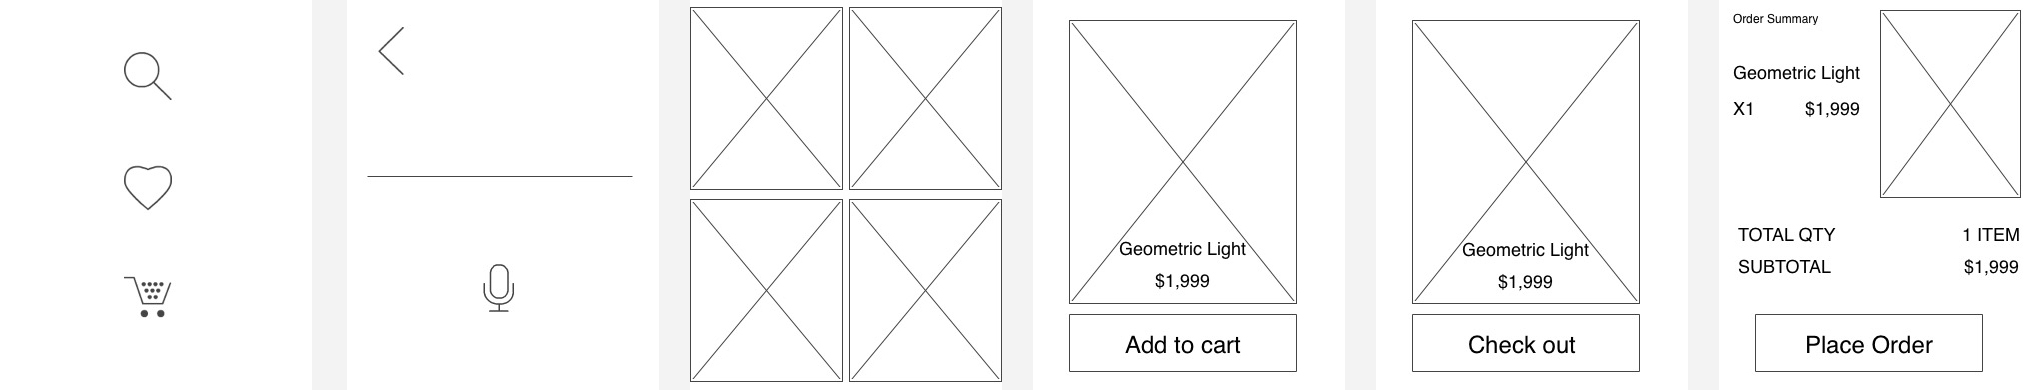 Geometric Light
$1,999
Add to cart
Geometric Light
$1,999
Check out
Order Summary
Geometric Light
X1 $1,999
TOTAL QTY 1 ITEM
SUBTOTAL $1,999
Place Order